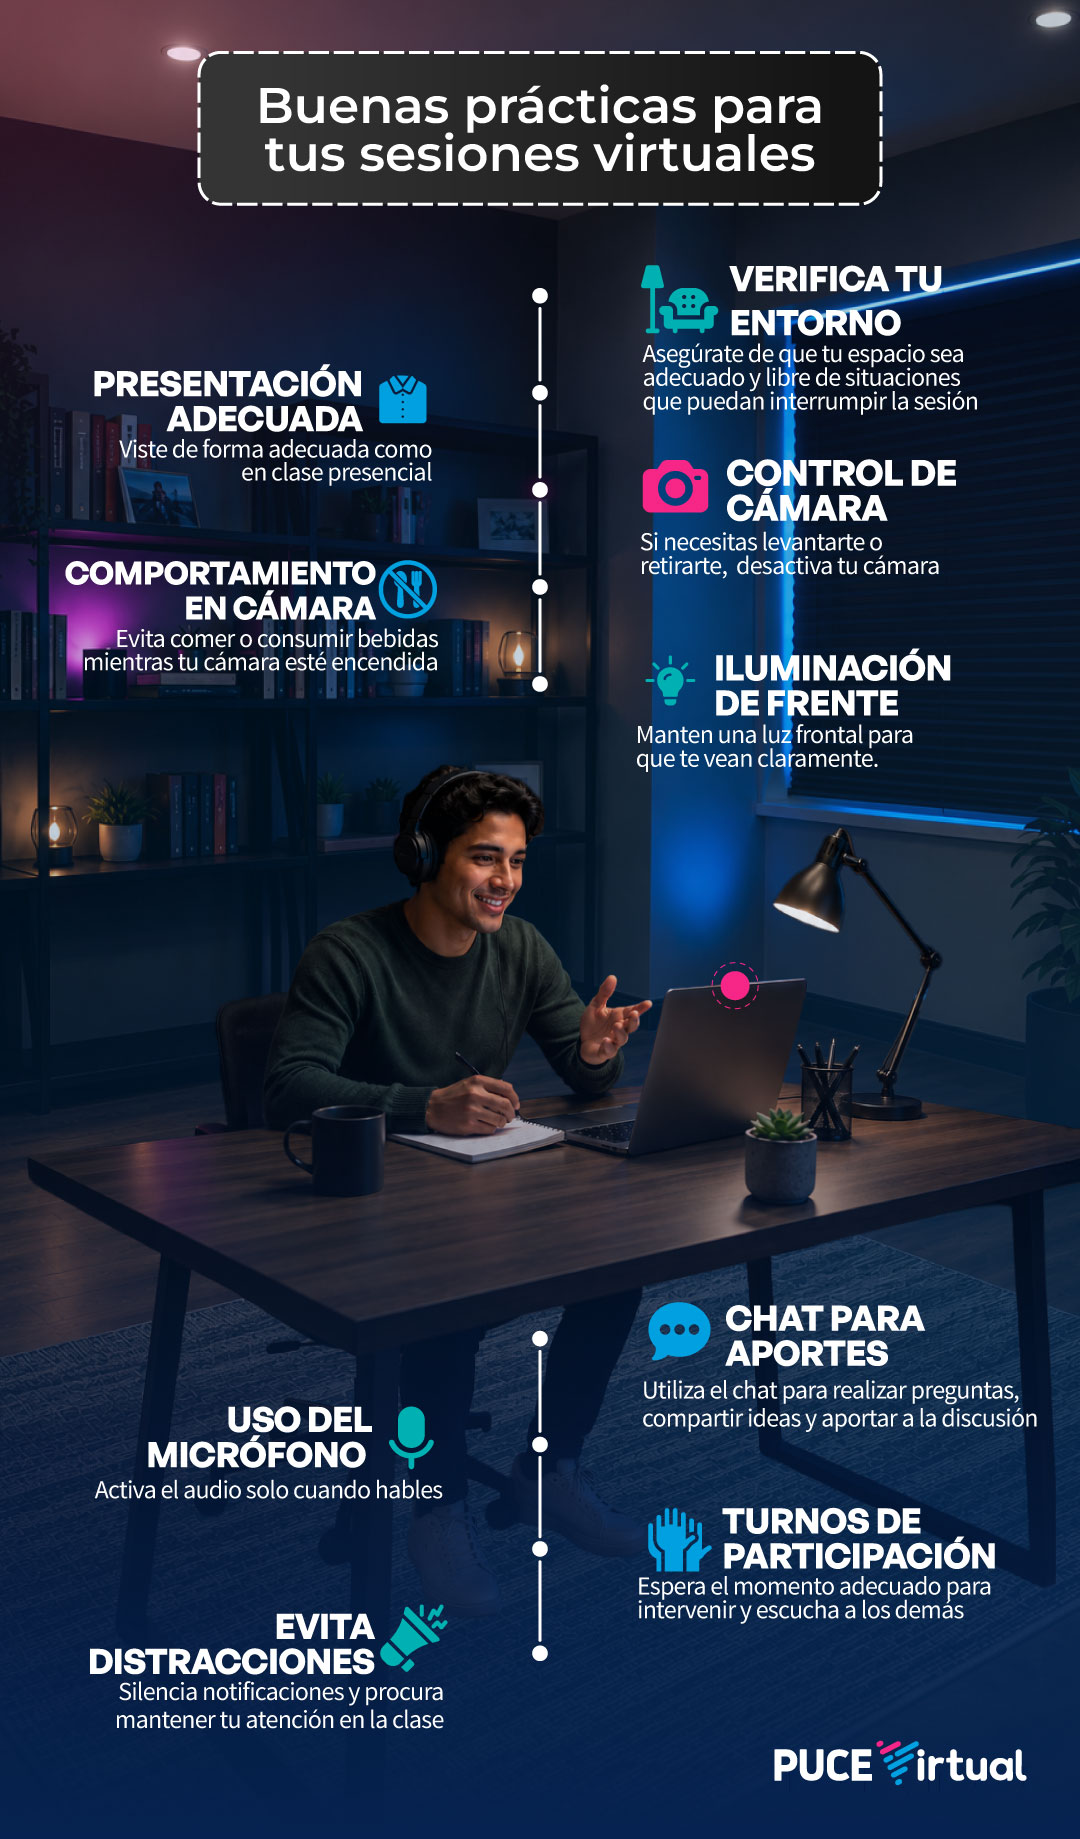 Buenas prácticas para
tus sesiones virtuales
VERIFICA TU
ENTORNO
Asegúrate de que tu espacio sea
adecuado y libre de situaciones
que puedan interrumpir la sesión
PRESENTACIÓN
ADECUADA
Viste de forma adecuada como
en clase presencial
CONTROL DE
CÁMARA
Si necesitas levantarte o
retirarte, desactiva tu cámara
COMPORTAMIENTO
EN CÁMARA
Evita comer o consumir bebidas
mientras tu cámara esté encendida
ILUMINACIÓN
DE FRENTE
Manten una luz frontal para
que te vean claramente.
CHAT PARA
APORTES
Utiliza el chat para realizar preguntas,
compartir ideas y aportar a la discusión
USO DEL
MICRÓFONO
Activa el audio solo cuando hables
TURNOS DE
PARTICIPACIÓN
Espera el momento adecuado para
intervenir y escucha a los demás
EVITA
DISTRACCIONES
Silencia notificaciones y procura
mantener tu atención en la clase
PUCE Virtual